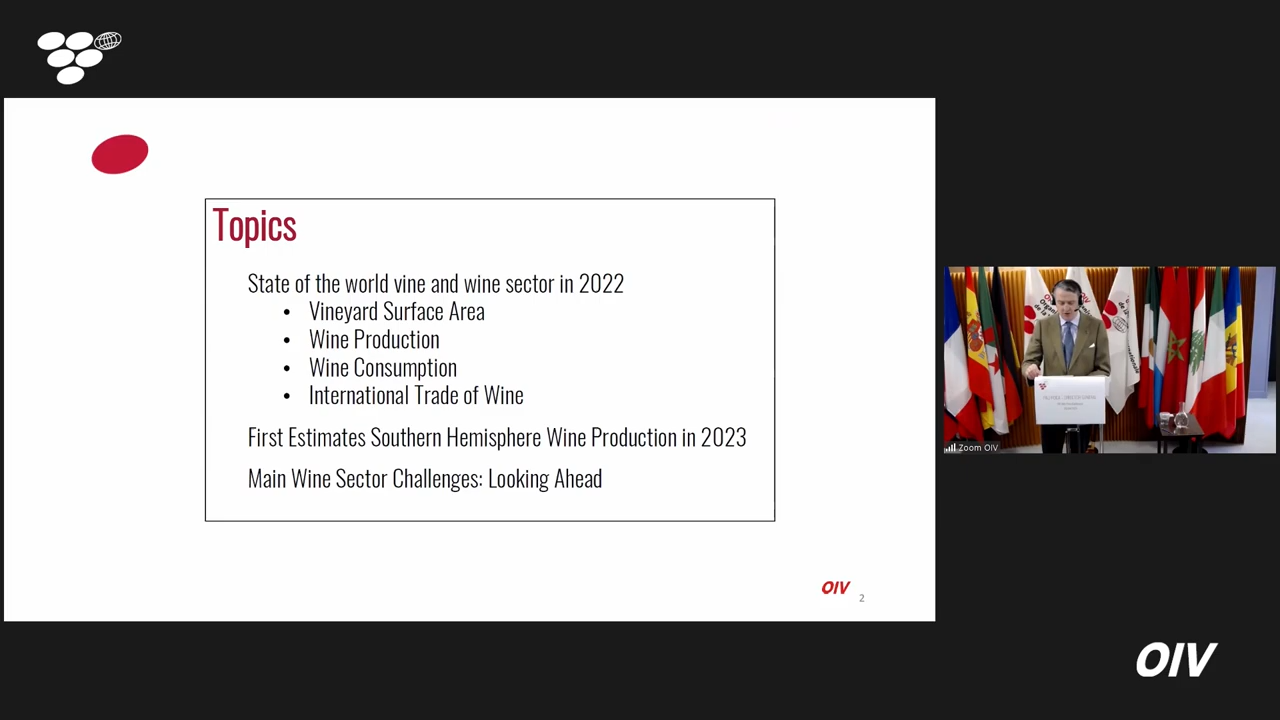 Topics
State of the world vine and wine sector in 2022
• Vineyard Surface Area
• Wine Production
• Wine Consumption
• International Trade of Wine
First Estimates Southern Hemisphere Wine Production in 2023
Main Wine Sector Challenges: Looking Ahead
OIV
2
OIV
Zoom OIV
OIV